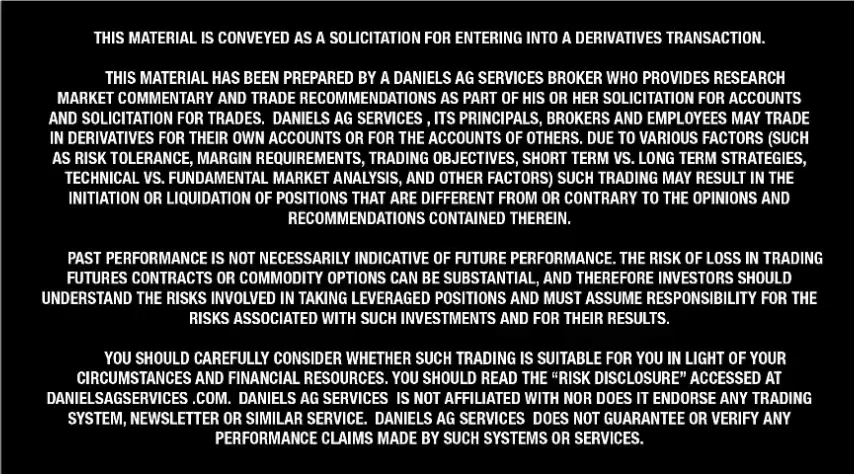 THIS MATERIAL IS CONVEYED AS A SOLICITATION FOR ENTERING INTO A DERIVATIVES TRANSACTION.
THIS MATERIAL HAS BEEN PREPARED BY A DANIELS AG SERVICES BROKER WHO PROVIDES RESEARCH
MARKET COMMENTARY AND TRADE RECOMMENDATIONS AS PART OF HIS OR HER SOLICITATION FOR ACCOUNTS
AND SOLICITATION FOR TRADES. DANIELS AG SERVICES , ITS PRINCIPALS, BROKERS AND EMPLOYEES MAY TRADE
IN DERIVATIVES FOR THEIR OWN ACCOUNTS OR FOR THE ACCOUNTS OF OTHERS. DUE TO VARIOUS FACTORS (SUCH
AS RISK TOLERANCE, MARGIN REQUIREMENTS, TRADING OBJECTIVES, SHORT TERM VS. LONG TERM STRATEGIES,
TECHNICAL VS. FUNDAMENTAL MARKET ANALYSIS, AND OTHER FACTORS) SUCH TRADING MAY RESULT IN THE
INITIATION OR LIQUIDATION OF POSITIONS THAT ARE DIFFERENT FROM OR CONTRARY TO THE OPINIONS AND
RECOMMENDATIONS CONTAINED THEREIN.
PAST PERFORMANCE IS NOT NECESSARILY INDICATIVE OF FUTURE PERFORMANCE. THE RISK OF LOSS IN TRADING
FUTURES CONTRACTS OR COMMODITY OPTIONS CAN BE SUBSTANTIAL, AND THEREFORE INVESTORS SHOULD
UNDERSTAND THE RISKS INVOLVED IN TAKING LEVERAGED POSITIONS AND MUST ASSUME RESPONSIBILITY FOR THE
RISKS ASSOCIATED WITH SUCH INVESTMENTS AND FOR THEIR RESULTS.
YOU SHOULD CAREFULLY CONSIDER WHETHER SUCH TRADING IS SUITABLE FOR YOU IN LIGHT OF YOUR
CIRCUMSTANCES AND FINANCIAL RESOURCES. YOU SHOULD READ THE “RISK DISCLOSURE” ACCESSED AT
DANIELSAGSERVICES .COM. DANIELS AG SERVICES IS NOT AFFILIATED WITH NOR DOES IT ENDORSE ANY TRADING
SYSTEM, NEWSLETTER OR SIMILAR SERVICE. DANIELS AG SERVICES DOES NOT GUARANTEE OR VERIFY ANY
PERFORMANCE CLAIMS MADE BY SUCH SYSTEMS OR SERVICES.